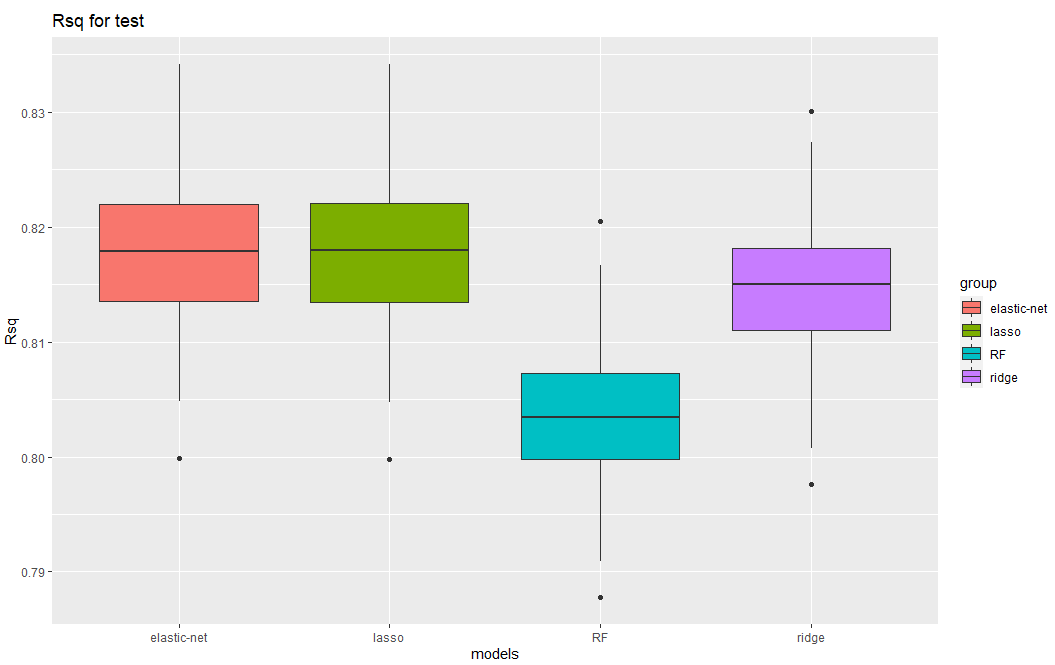 Rsq for test
Rsq
0.83
0.82
0.81
0.80
0.79
elastic-net
lasso
RF
ridge
models
group
elastic-net
lasso
RF
ridge